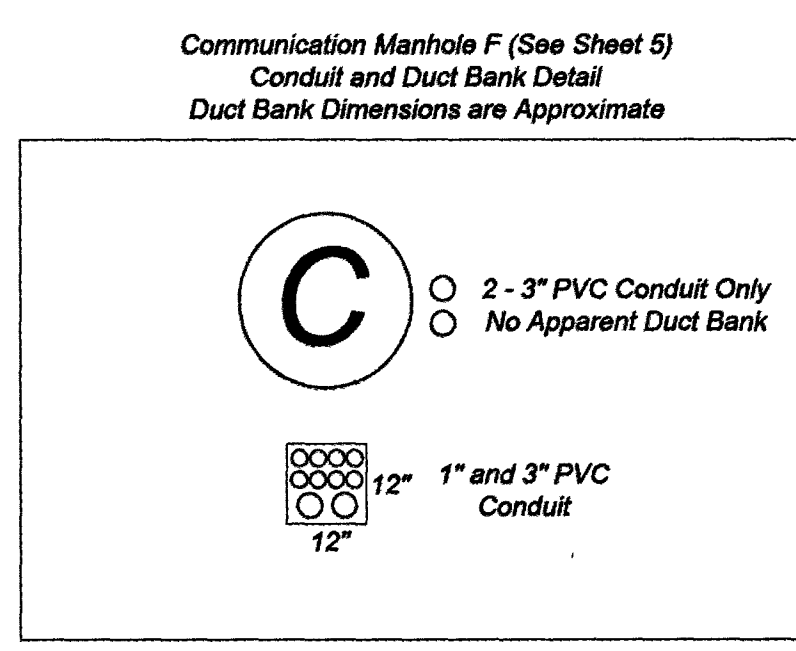 Communication Manhole F (See Sheet 5)
Conduit and Duct Bank Detail
Duct Bank Dimensions are Approximate
C
2 - 3" PVC Conduit Only
No Apparent Duct Bank
12"
1" and 3" PVC
Conduit
12"